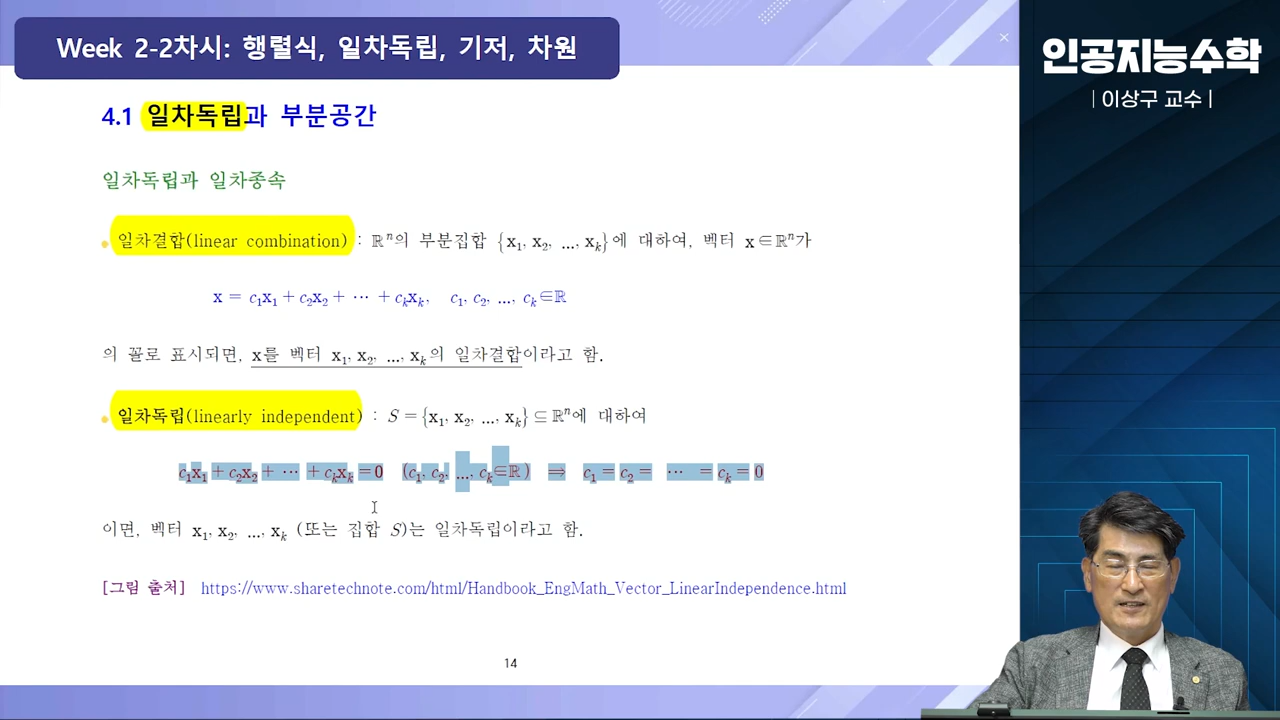 Week 2-2차시: 행렬식, 일차독립, 기저, 차원
인공지능수학
| 이상구 교수 |
4.1 일차독립과 부분공간
일차독립과 일차종속
• 일차결합(linear combination) : ℝⁿ의 부분집합 {x₁, x₂, ..., xₖ}에 대하여, 벡터 x∈ℝⁿ가
x = c₁x₁ + c₂x₂ + ⋯ + cₖxₖ, c₁, c₂, ..., cₖ∈ℝ
의 꼴로 표시되면, x를 벡터 x₁, x₂, ..., xₖ의 일차결합이라고 함.
• 일차독립(linearly independent) : S = {x₁, x₂, ..., xₖ} ⊆ ℝⁿ에 대하여
c₁x₁ + c₂x₂ + ⋯ + cₖxₖ = 0 (c₁, c₂, ..., cₖ∈ℝ) ⟹ c₁ = c₂ = ⋯ = cₖ = 0
이면, 벡터 x₁, x₂, ..., xₖ (또는 집합 S)는 일차독립이라고 함.
[그림 출처] https://www.sharetechnote.com/html/Handbook_EngMath_Vector_LinearIndependence.html
14